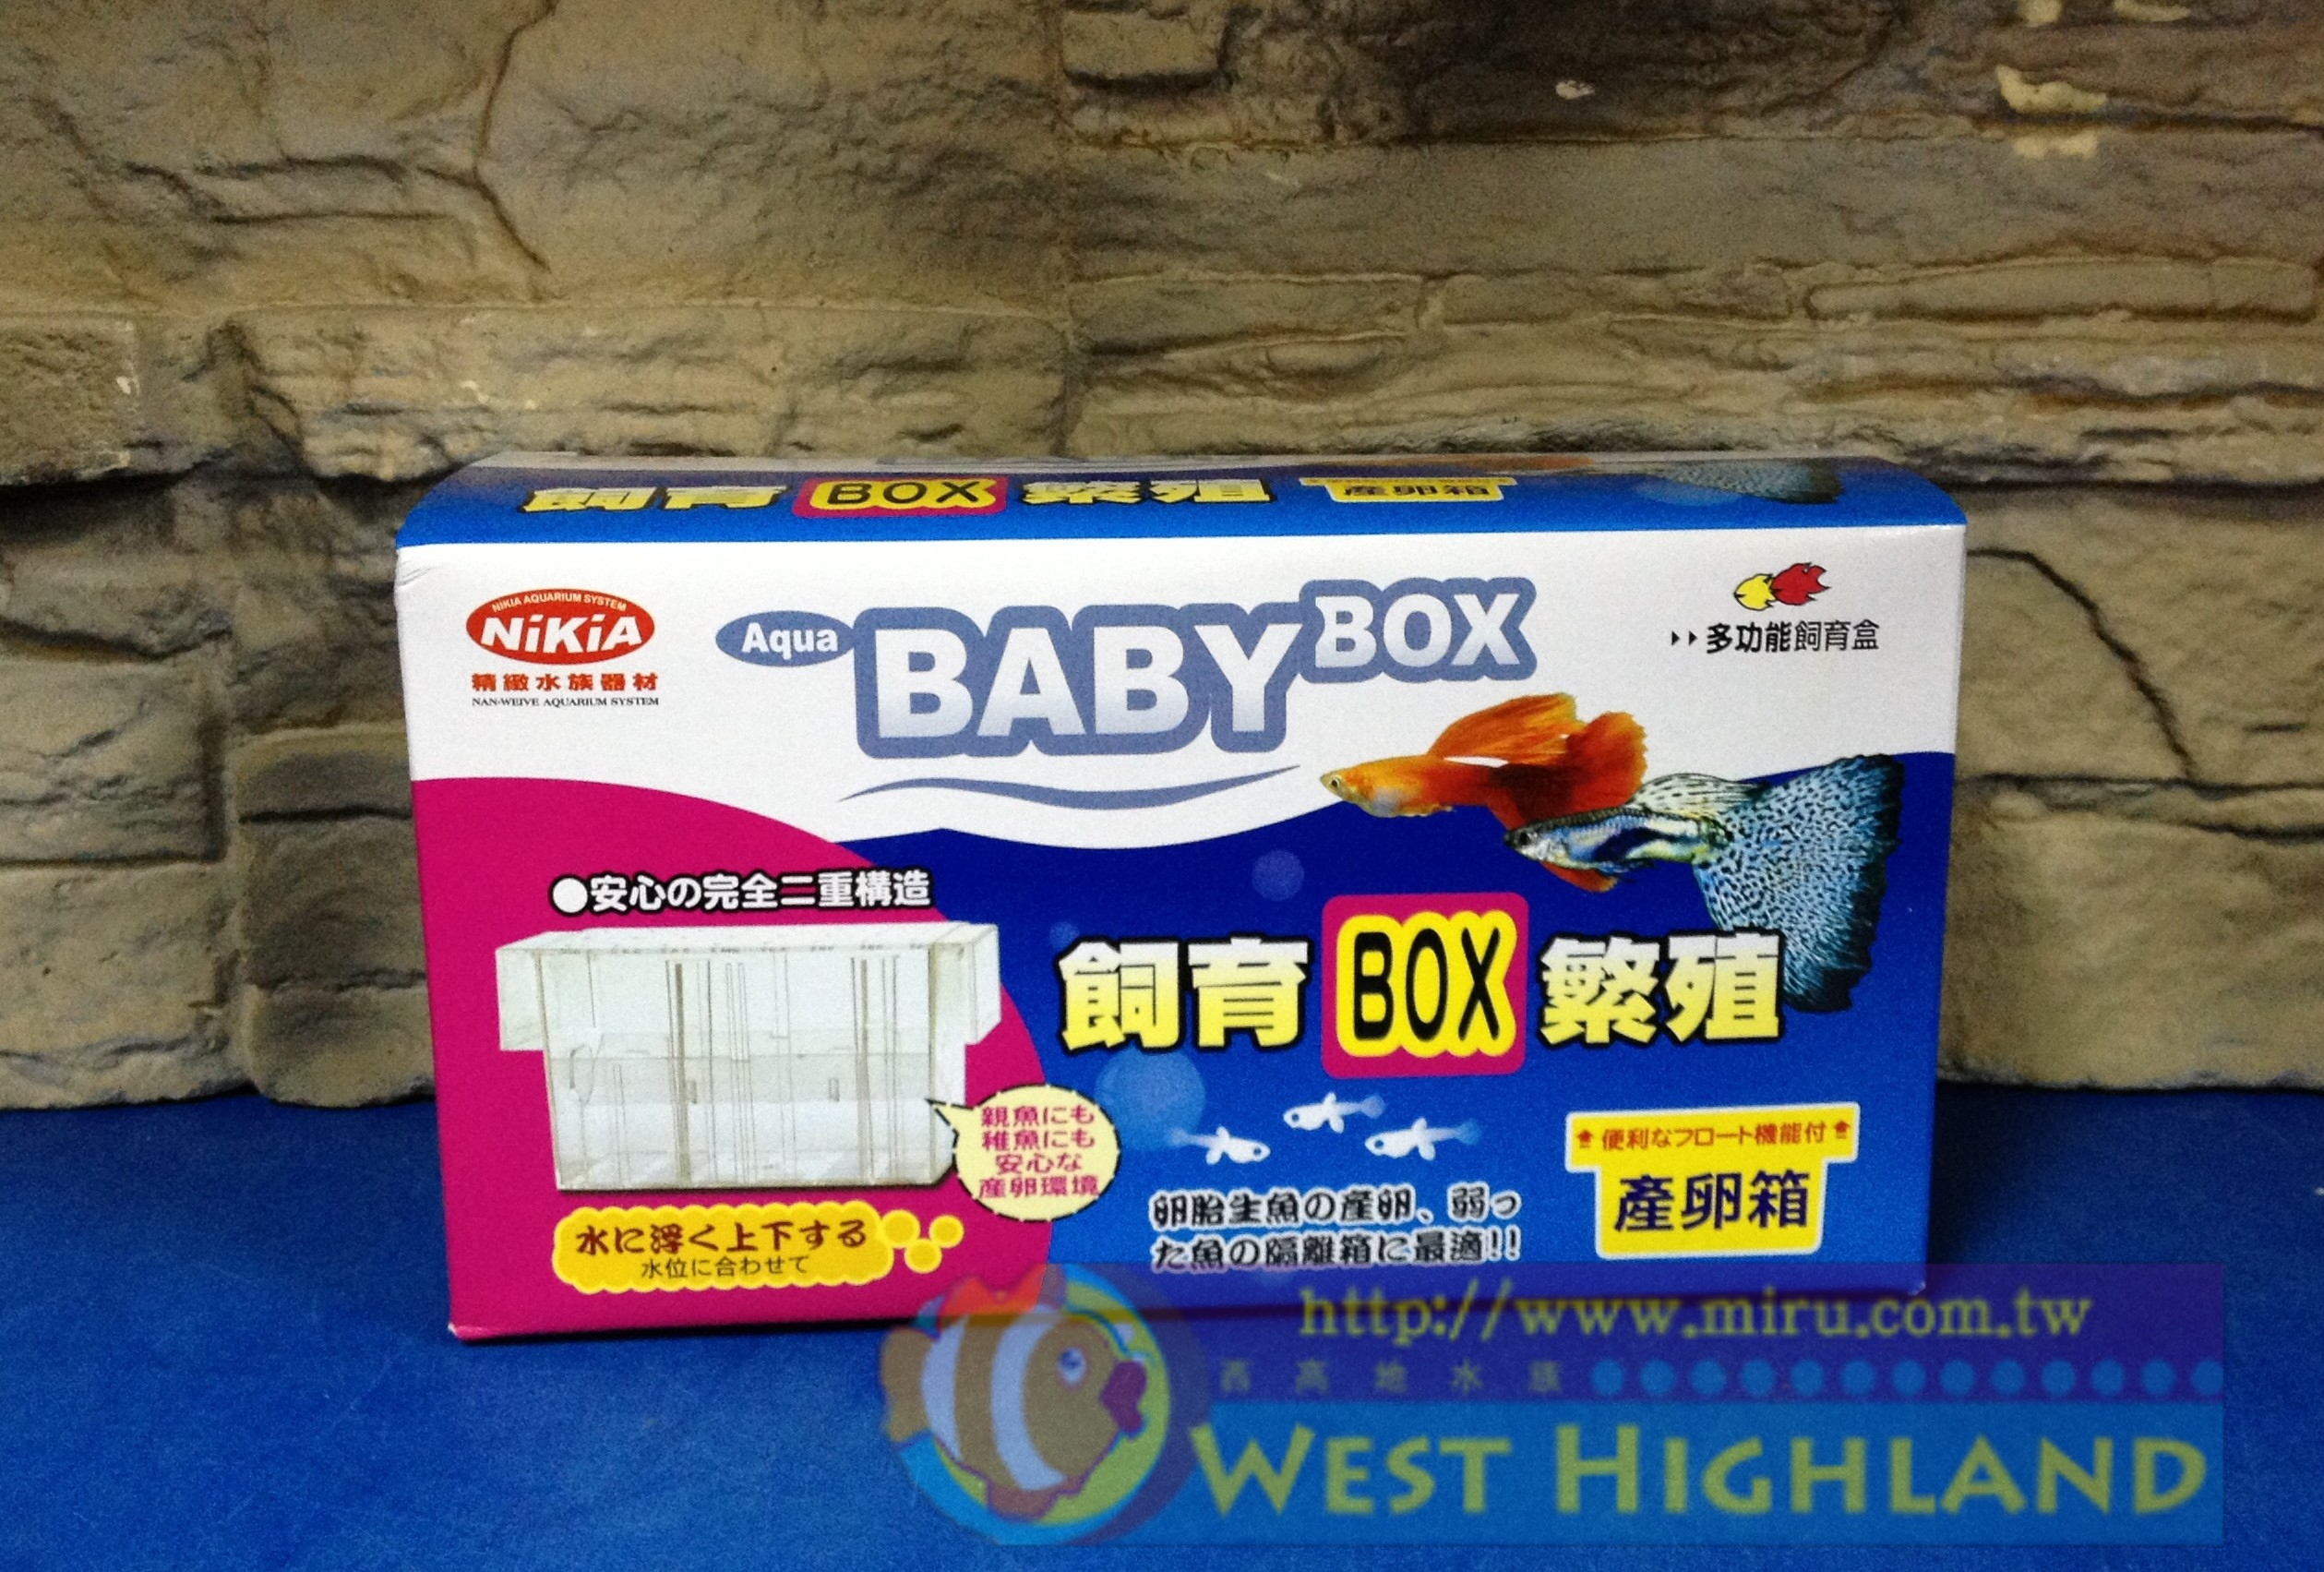 飼育 BOX 繁殖 産卵箱
NIKIA AQUARIUM SYSTEM
NiKiA
精緻水族器材
NAN-WEIVE AQUARIUM SYSTEM
Aqua BABY BOX
多功能飼育盒
●安心の完全二重構造
飼育 BOX 繁殖
親魚にも
稚魚にも
安心な
産卵環境
水に浮く上下する
水位に合わせて
卵胎生魚の産卵、弱っ
た魚の隔離箱に最適!!
便利なフロート機能付
產卵箱
http://www.miru.com.tw
西高地水族
WEST HIGHLAND